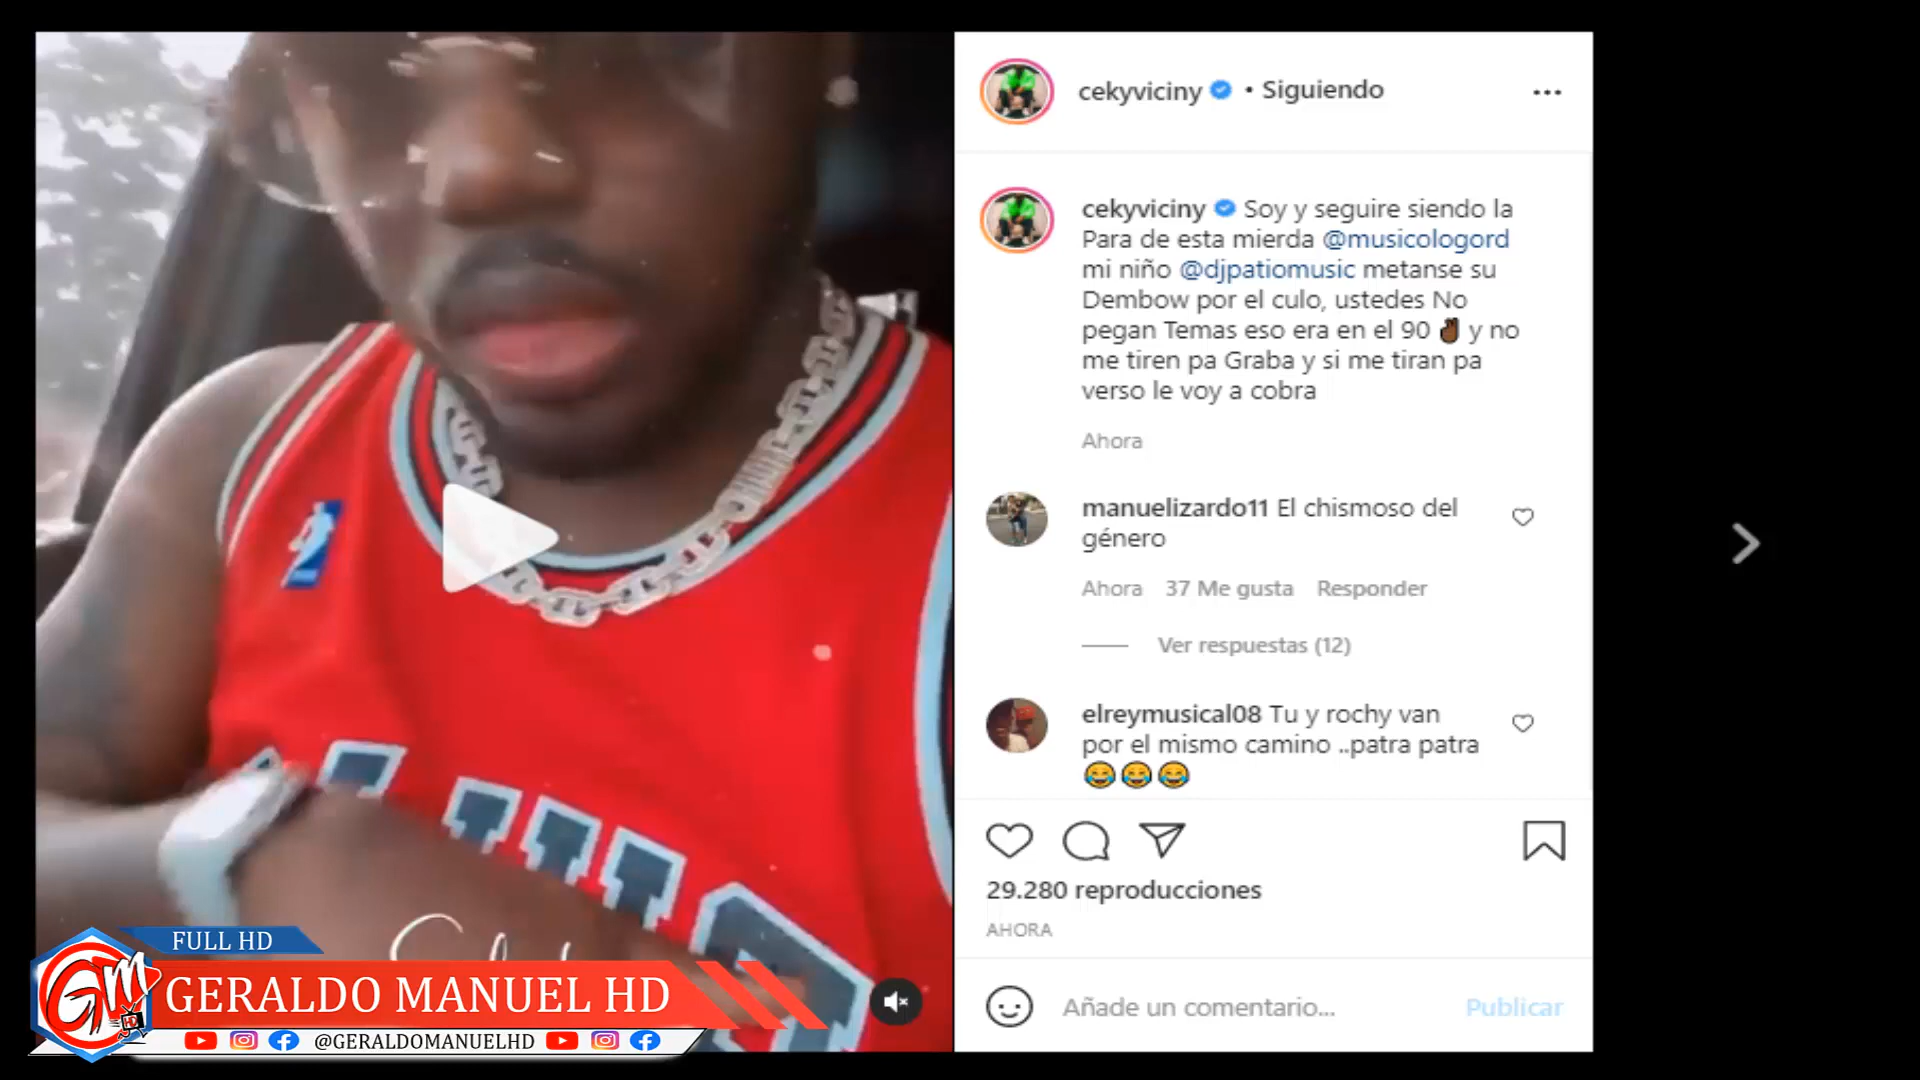 cekyviciny • Siguiendo
cekyviciny Soy y seguire siendo la
Para de esta mierda @musicologord
mi niño @djpatiomusic metanse su
Dembow por el culo, ustedes No
pegan Temas eso era en el 90 ✌🏿 y no
me tiren pa Graba y si me tiran pa
verso le voy a cobra
Ahora
manuelizardo11 El chismoso del
género
Ahora 37 Me gusta Responder
Ver respuestas (12)
elreymusical08 Tu y rochy van
por el mismo camino ..patra patra
😂😂😂
29.280 reproducciones
AHORA
Añade un comentario... Publicar
FULL HD
GM HD
GERALDO MANUEL HD
@GERALDOMANUELHD